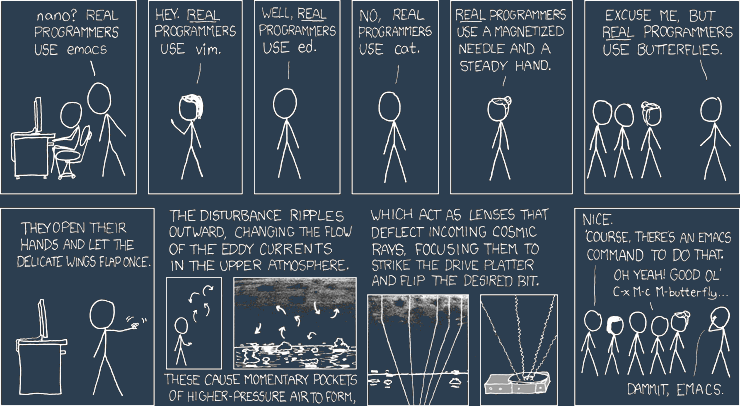 nano? REAL
PROGRAMMERS
USE emacs
HEY. REAL
PROGRAMMERS
USE vim.
WELL, REAL
PROGRAMMERS
USE ed.
NO, REAL
PROGRAMMERS
USE cat.
REAL PROGRAMMERS
USE A MAGNETIZED
NEEDLE AND A
STEADY HAND.
EXCUSE ME, BUT
REAL PROGRAMMERS
USE BUTTERFLIES.
THEY OPEN THEIR
HANDS AND LET THE
DELICATE WINGS FLAP ONCE.
THE DISTURBANCE RIPPLES
OUTWARD, CHANGING THE FLOW
OF THE EDDY CURRENTS
IN THE UPPER ATMOSPHERE.
THESE CAUSE MOMENTARY POCKETS
OF HIGHER-PRESSURE AIR TO FORM,
WHICH ACT AS LENSES THAT
DEFLECT INCOMING COSMIC
RAYS, FOCUSING THEM TO
STRIKE THE DRIVE PLATTER
AND FLIP THE DESIRED BIT.
NICE.
'COURSE, THERE'S AN EMACS
COMMAND TO DO THAT.
OH YEAH! GOOD OL'
C-x M-c M-butterfly...
DAMMIT, EMACS.